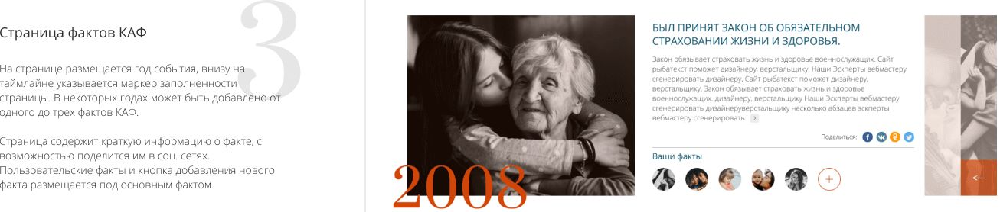 3
Страница фактов КАФ
На странице размещается год события, внизу на
таймлайне указывается маркер заполненности
страницы. В некоторых годах может быть добавлено от
одного до трех фактов КАФ.
Страница содержит краткую информацию о факте, с
возможностью поделится им в соц. сетях.
Пользовательские факты и кнопка добавления нового
факта размещается под основным фактом.
2008
БЫЛ ПРИНЯТ ЗАКОН ОБ ОБЯЗАТЕЛЬНОМ
СТРАХОВАНИИ ЖИЗНИ И ЗДОРОВЬЯ.
Закон обязывает страховать жизнь и здоровье военнослужащих. Сайт
рыбатекст поможет дизайнеру, верстальщику, Наши Эскперты вебмастеру
сгенерировать дизайнеру, Сайт рыбатекст поможет дизайнеру,
верстальщику, Закон обязывает страховать жизнь и здоровье
военнослужащих. дизайнеру, верстальщику Наши Эскперты вебмастеру
сгенерировать дизайнеруверстальщику несколько абзацев эскперты
вебмастеру сгенерировать.
Поделиться:
Ваши факты